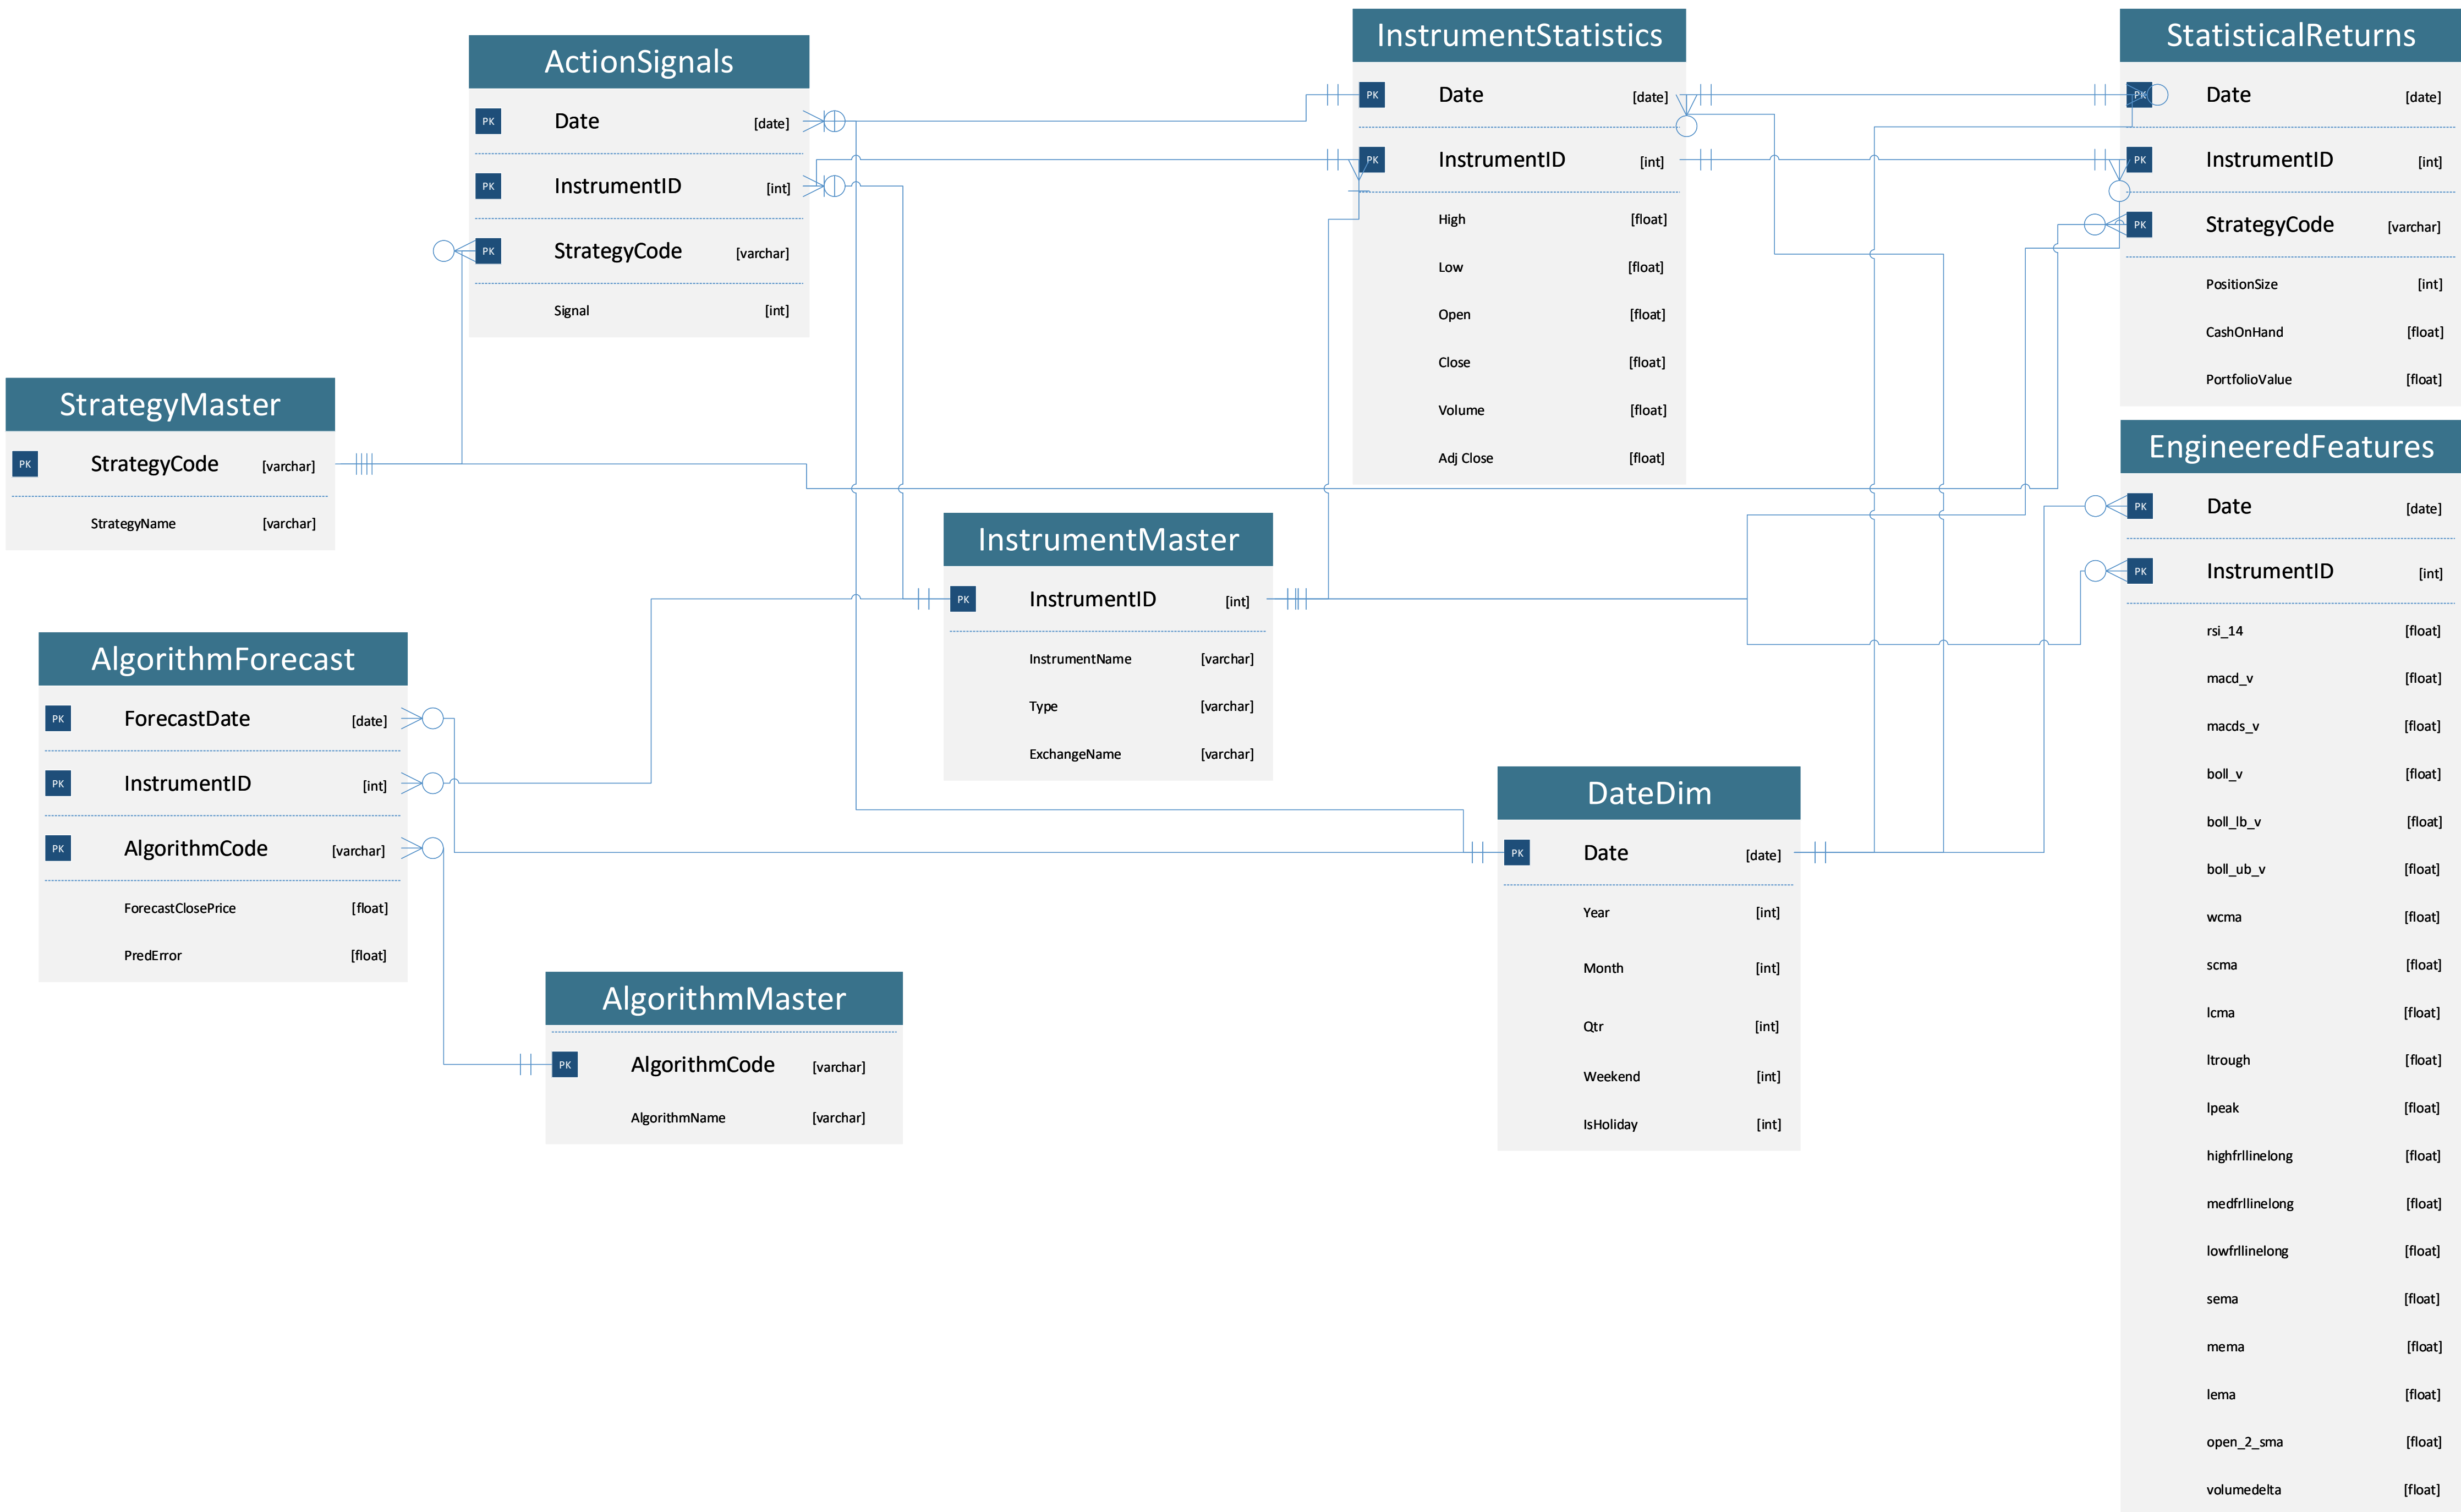 ActionSignals
PK Date [date]
PK InstrumentID [int]
PK StrategyCode [varchar]
Signal [int]
InstrumentStatistics
PK Date [date]
PK InstrumentID [int]
High [float]
Low [float]
Open [float]
Close [float]
Volume [float]
Adj Close [float]
StatisticalReturns
PK Date [date]
PK InstrumentID [int]
PK StrategyCode [varchar]
PositionSize [int]
CashOnHand [float]
PortfolioValue [float]
StrategyMaster
PK StrategyCode [varchar]
StrategyName [varchar]
InstrumentMaster
PK InstrumentID [int]
InstrumentName [varchar]
Type [varchar]
ExchangeName [varchar]
EngineeredFeatures
PK Date [date]
PK InstrumentID [int]
rsi_14 [float]
macd_v [float]
macds_v [float]
boll_v [float]
boll_lb_v [float]
boll_ub_v [float]
wcma [float]
scma [float]
lcma [float]
ltrough [float]
lpeak [float]
highfrllinelong [float]
medfrllinelong [float]
lowfrllinelong [float]
sema [float]
mema [float]
lema [float]
open_2_sma [float]
volumedelta [float]
AlgorithmForecast
PK ForecastDate [date]
PK InstrumentID [int]
PK AlgorithmCode [varchar]
ForecastClosePrice [float]
PredError [float]
AlgorithmMaster
PK AlgorithmCode [varchar]
AlgorithmName [varchar]
DateDim
PK Date [date]
Year [int]
Month [int]
Qtr [int]
Weekend [int]
IsHoliday [int]